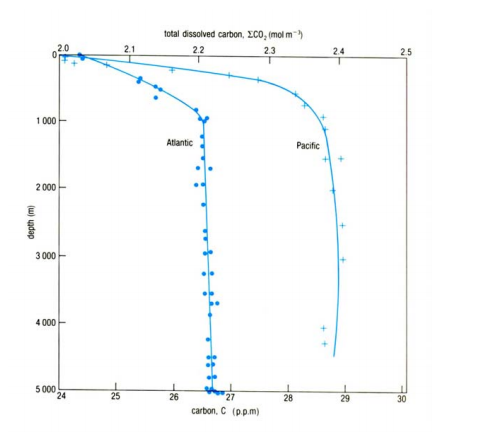 total dissolved carbon, ΣCO₂ (mol m⁻³)
2.0 2.1 2.2 2.3 2.4 2.5
0
1 000
2 000
3 000
4 000
5 000
depth (m)
Atlantic
Pacific
24 25 26 27 28 29 30
carbon, C (p.p.m)